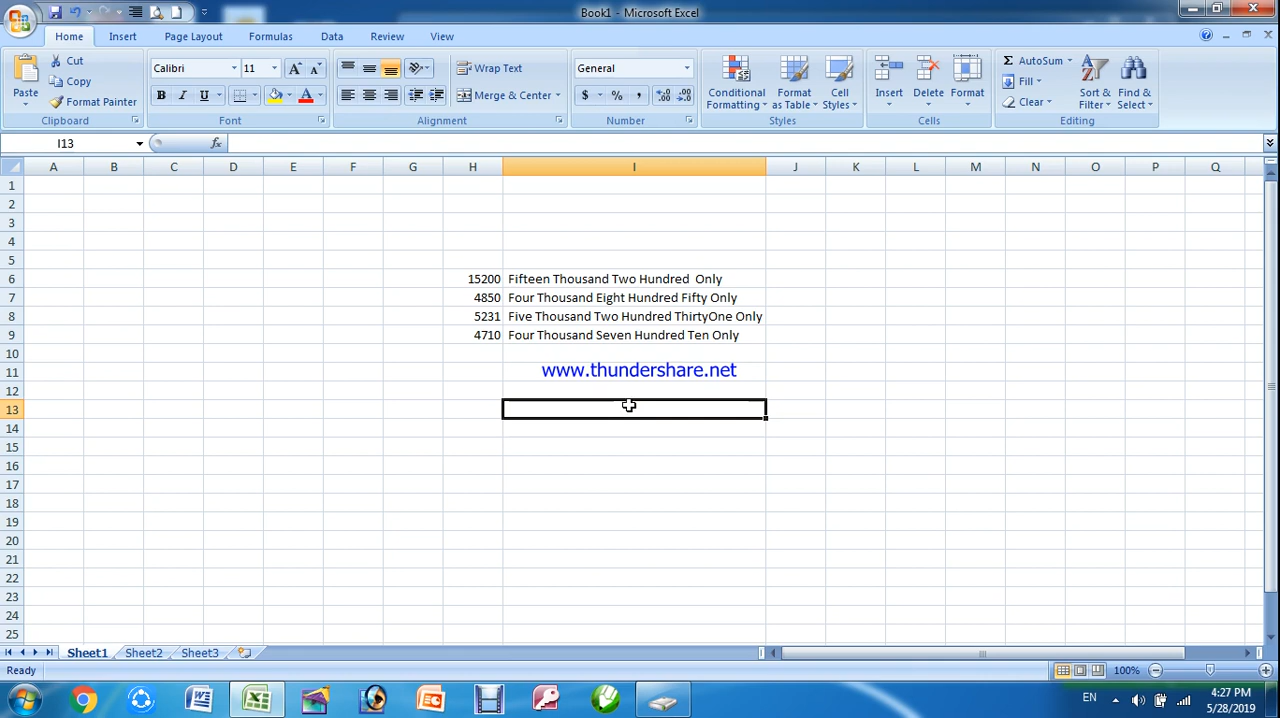 Book1 - Microsoft Excel
Home Insert Page Layout Formulas Data Review View
Paste
Cut
Copy
Format Painter
Clipboard
Calibri 11
B I U
Font
Wrap Text
Merge & Center
Alignment
General
$ % ,
Number
Conditional Formatting
Format as Table
Cell Styles
Styles
Insert Delete Format
Cells
Σ AutoSum
Fill
Clear
Sort & Filter
Find & Select
Editing
I13 fx
A B C D E F G H I J K L M N O P Q
1
2
3
4
5
6 15200 Fifteen Thousand Two Hundred  Only
7 4850 Four Thousand Eight Hundred Fifty Only
8 5231 Five Thousand Two Hundred ThirtyOne Only
9 4710 Four Thousand Seven Hundred Ten Only
10
11 www.thundershare.net
12
13
14
15
16
17
18
19
20
21
22
23
24
25
Sheet1 Sheet2 Sheet3
Ready 100%
EN 4:27 PM
5/28/2019